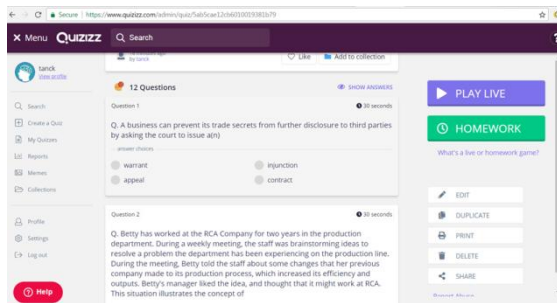 Secure | https://www.quizizz.com/admin/quiz/5ab5cae12cb6010019381b79
× Menu QUIZIZZ Search
by tanck
Like Add to collection
tanck
View profile
Search
Create a Quiz
My Quizzes
Reports
Memes
Collections
Profile
Settings
Log out
Help
12 Questions SHOW ANSWERS
Question 1 30 seconds
Q. A business can prevent its trade secrets from further disclosure to third parties
by asking the court to issue a(n)
answer choices
warrant injunction
appeal contract
Question 2 30 seconds
Q. Betty has worked at the RCA Company for two years in the production
department. During a weekly meeting, the staff was brainstorming ideas to
resolve a problem the department has been experiencing on the production line.
During the meeting, Betty told the staff about some changes that her previous
company made to its production process, which increased its efficiency and
outputs. Betty's manager liked the idea, and thought that it might work at RCA.
This situation illustrates the concept of
PLAY LIVE
HOMEWORK
What's a live or homework game?
EDIT
DUPLICATE
PRINT
DELETE
SHARE